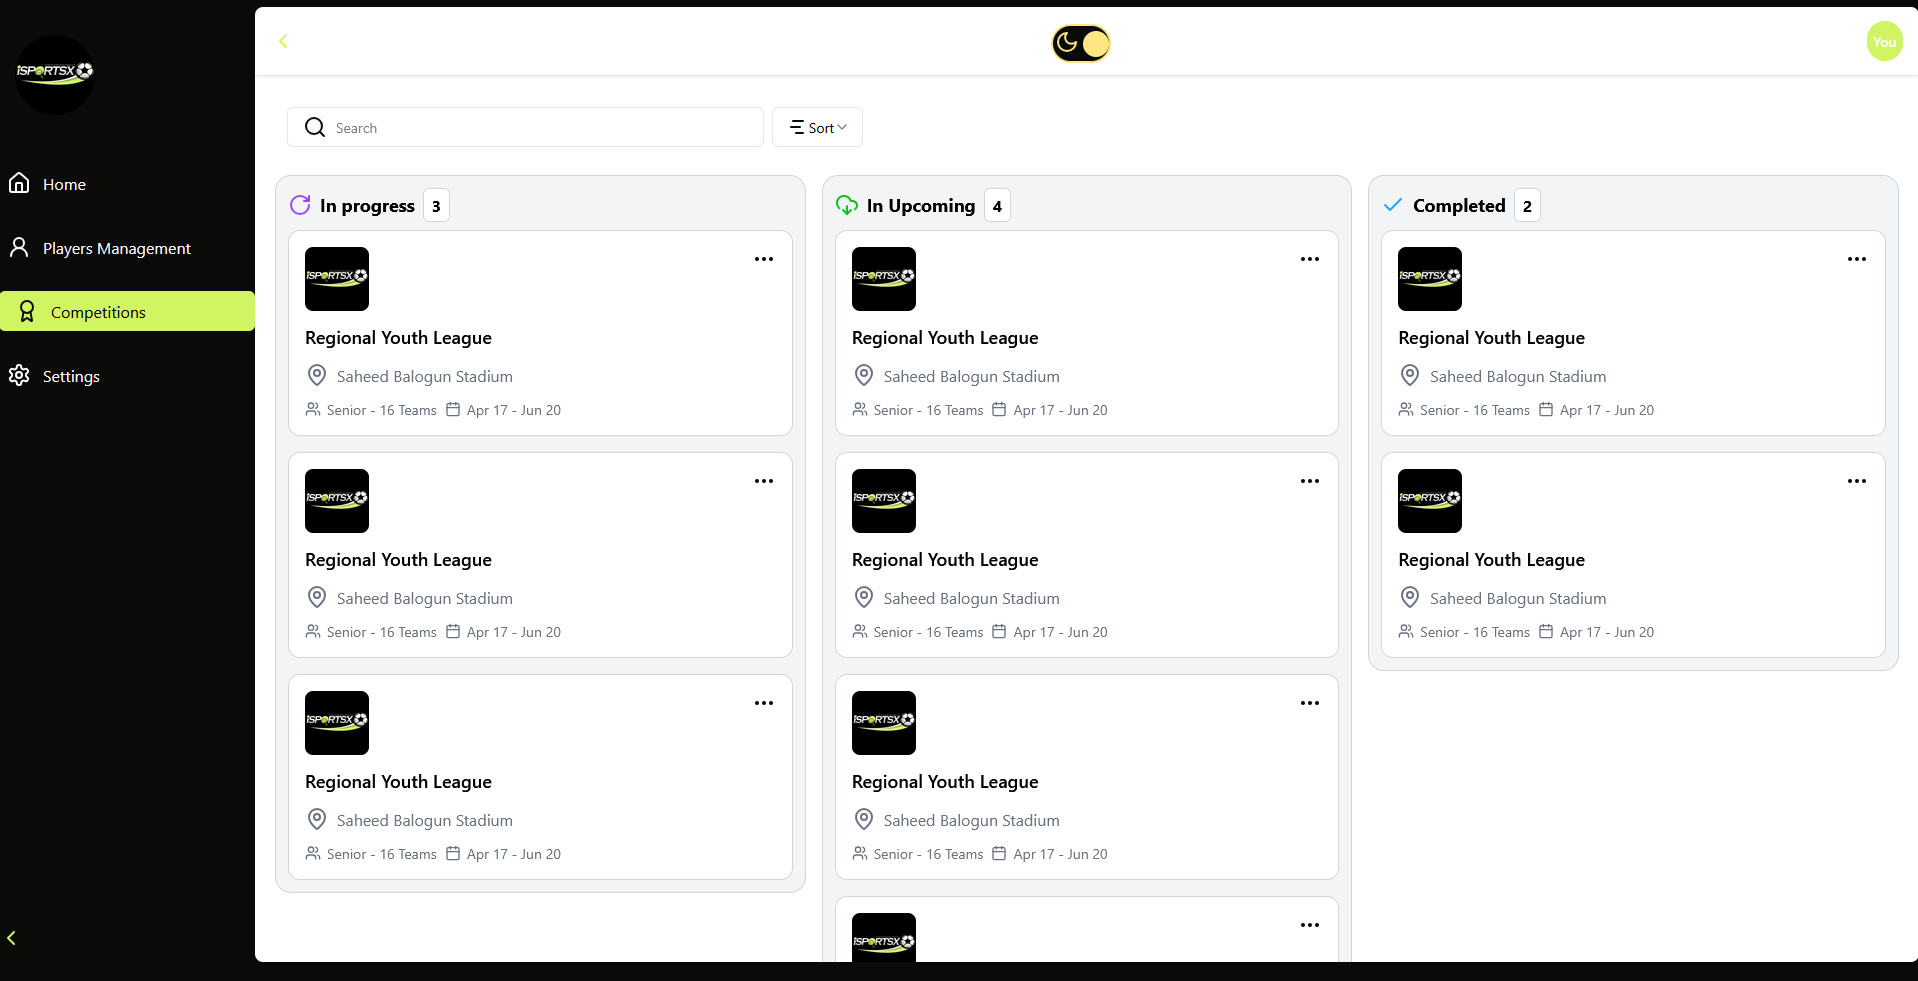 iSPORTSX
Home
Players Management
Competitions
Settings
You
Search
Sort
In progress 3
iSPORTSX
Regional Youth League
Saheed Balogun Stadium
Senior - 16 Teams Apr 17 - Jun 20
iSPORTSX
Regional Youth League
Saheed Balogun Stadium
Senior - 16 Teams Apr 17 - Jun 20
iSPORTSX
Regional Youth League
Saheed Balogun Stadium
Senior - 16 Teams Apr 17 - Jun 20
In Upcoming 4
iSPORTSX
Regional Youth League
Saheed Balogun Stadium
Senior - 16 Teams Apr 17 - Jun 20
iSPORTSX
Regional Youth League
Saheed Balogun Stadium
Senior - 16 Teams Apr 17 - Jun 20
iSPORTSX
Regional Youth League
Saheed Balogun Stadium
Senior - 16 Teams Apr 17 - Jun 20
iSPORTSX
Completed 2
iSPORTSX
Regional Youth League
Saheed Balogun Stadium
Senior - 16 Teams Apr 17 - Jun 20
iSPORTSX
Regional Youth League
Saheed Balogun Stadium
Senior - 16 Teams Apr 17 - Jun 20